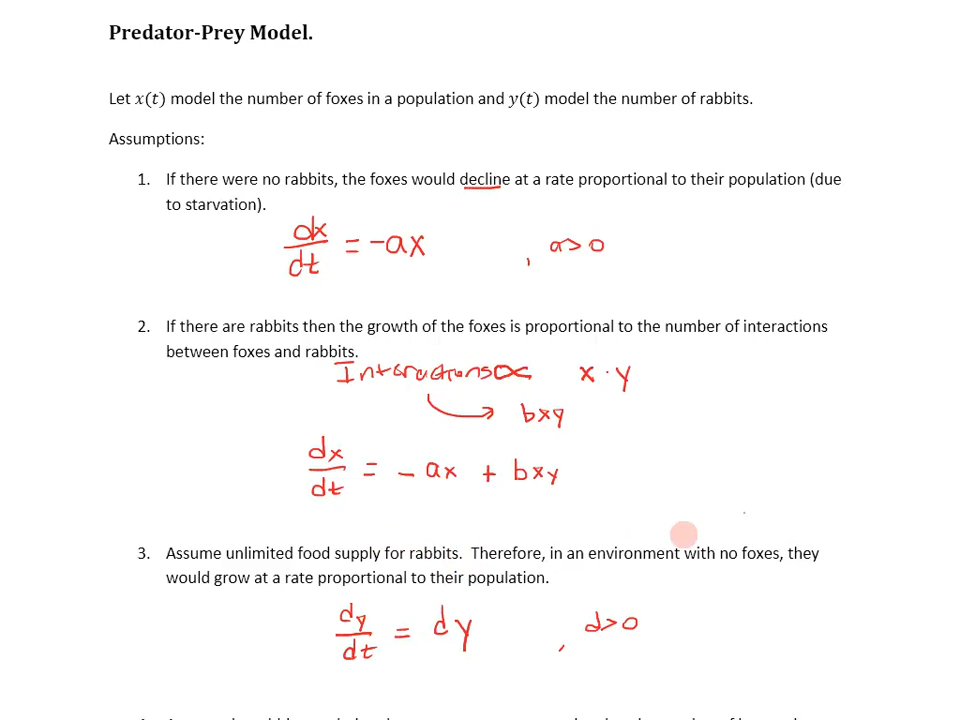 Predator-Prey Model.
Let x(t) model the number of foxes in a population and y(t) model the number of rabbits.
Assumptions:
1. If there were no rabbits, the foxes would decline at a rate proportional to their population (due
to starvation).
dx/dt = -ax , a>0
2. If there are rabbits then the growth of the foxes is proportional to the number of interactions
between foxes and rabbits.
Interactions ∝ x · y
bxy
dx/dt = - ax + bxy
3. Assume unlimited food supply for rabbits. Therefore, in an environment with no foxes, they
would grow at a rate proportional to their population.
dy/dt = dy , d>0